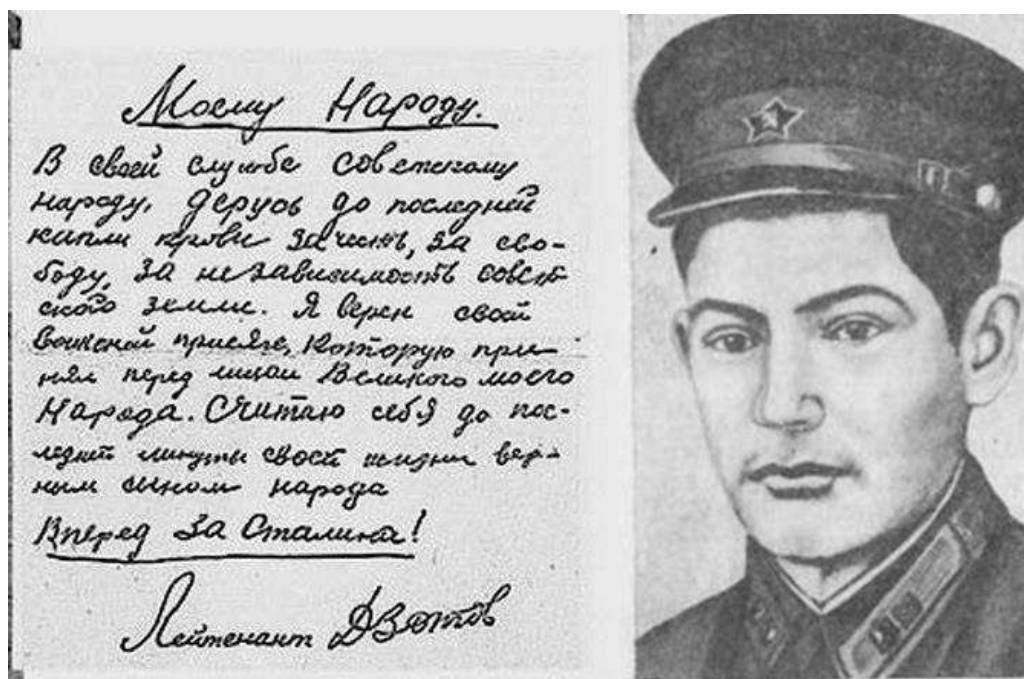 Моему Народу.
В своей службе советскому
народу, дерусь до последней
капли крови за честь, за сво-
боду, за независимость совет
ской земли. Я верен своей
военной присяге, которую при-
нял перед лицом Великого моего
Народа. Считаю себя до пос-
ледней минуты своей жизни вер-
ным сыном народа
Вперед за Сталина!
Лейтенант ДЗотов